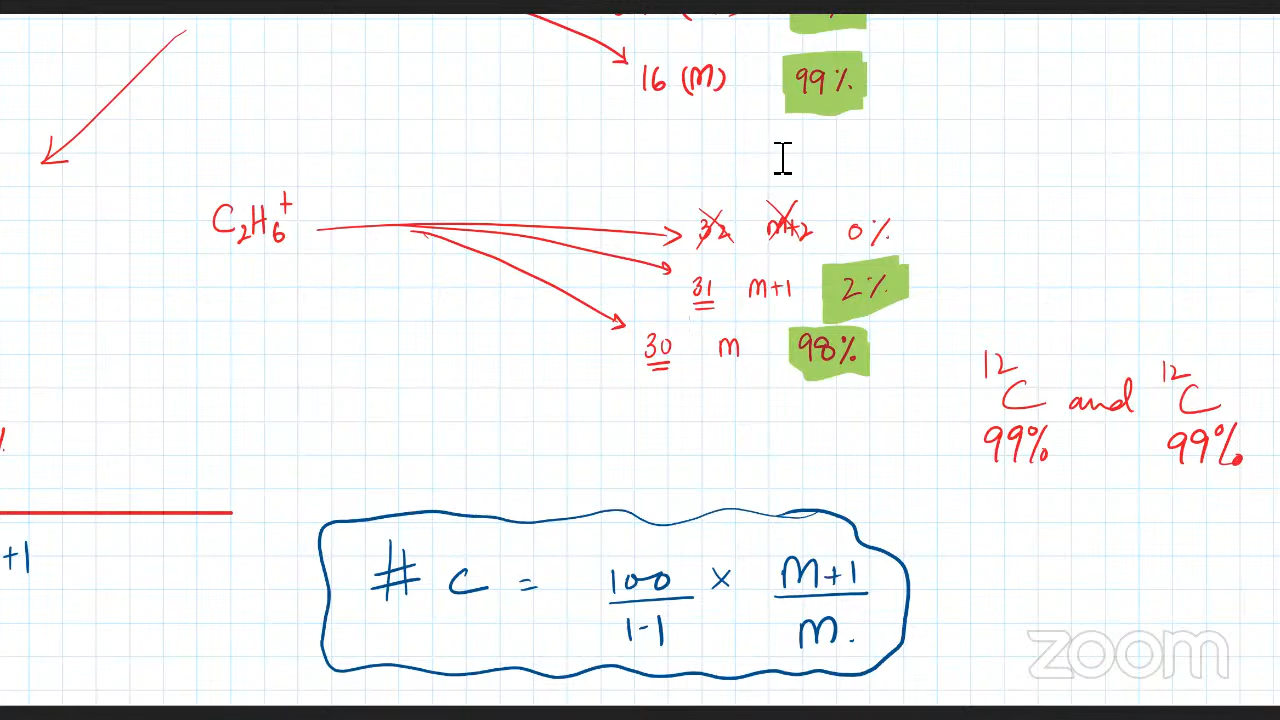 16 (M) 99%
C₂H₆⁺
32 M+2 0%
31 M+1 2%
30 M 98%
¹²C and ¹²C
99% 99%
+1
# C = 100/1·1 × M+1/M.
zoom